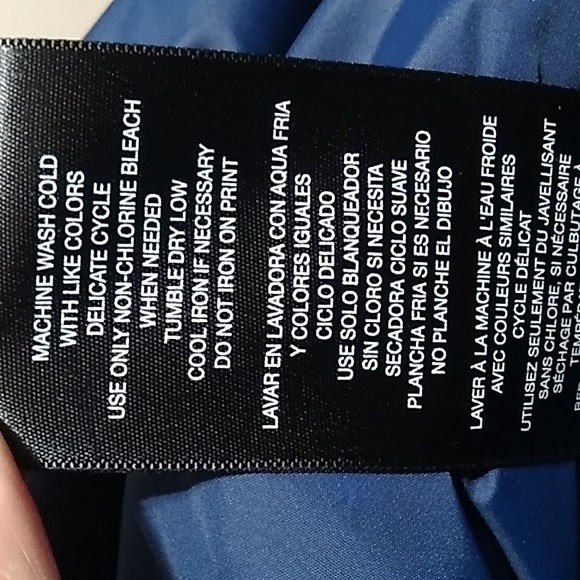 MACHINE WASH COLD
WITH LIKE COLORS
DELICATE CYCLE
USE ONLY NON-CHLORINE BLEACH
WHEN NEEDED
TUMBLE DRY LOW
COOL IRON IF NECESSARY
DO NOT IRON ON PRINT
LAVAR EN LAVADORA CON AQUA FRIA
Y COLORES IGUALES
CICLO DELICADO
USE SOLO BLANQUEADOR
SIN CLORO SI NECESITA
SECADORA CICLO SUAVE
PLANCHA FRIA SI ES NECESARIO
NO PLANCHE EL DIBUJO
LAVER À LA MACHINE À L'EAU FROIDE
AVEC COULEURS SIMILAIRES
CYCLE DÉLICAT
UTILISEZ SEULEMENT DU JAVELLISANT
SANS CHLORE, SI NÉCESSAIRE
SÉCHAGE PAR CULBUTAGE À